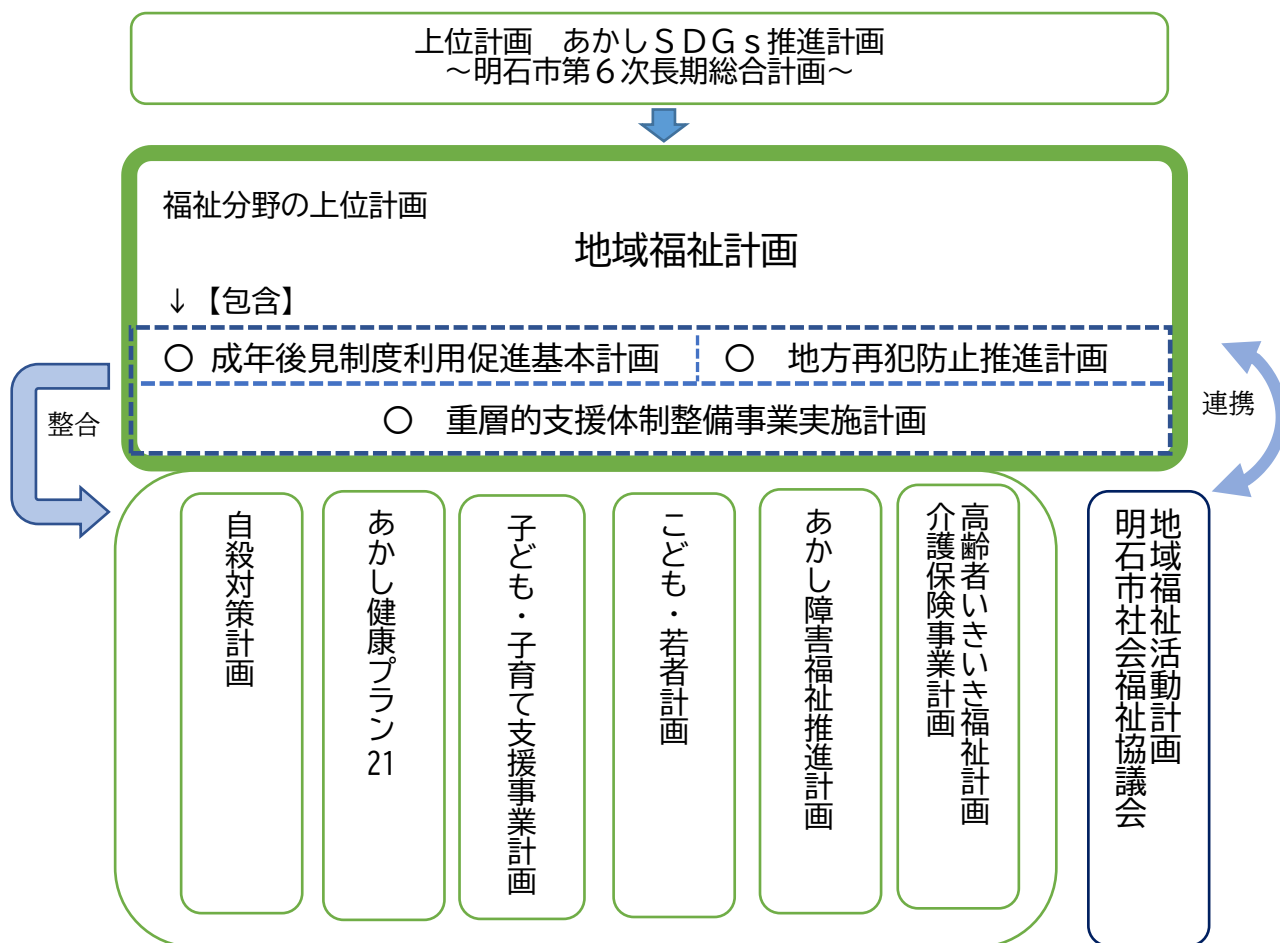 上位計画　あかしＳＤＧｓ推進計画
～明石市第６次長期総合計画～
福祉分野の上位計画
地域福祉計画
↓【包含】
〇 成年後見制度利用促進基本計画
〇　地方再犯防止推進計画
〇　重層的支援体制整備事業実施計画
整合
連携
自殺対策計画
あかし健康プラン21
子ども・子育て支援事業計画
こども・若者計画
あかし障害福祉推進計画
高齢者いきいき福祉計画
介護保険事業計画
地域福祉活動計画
明石市社会福祉協議会